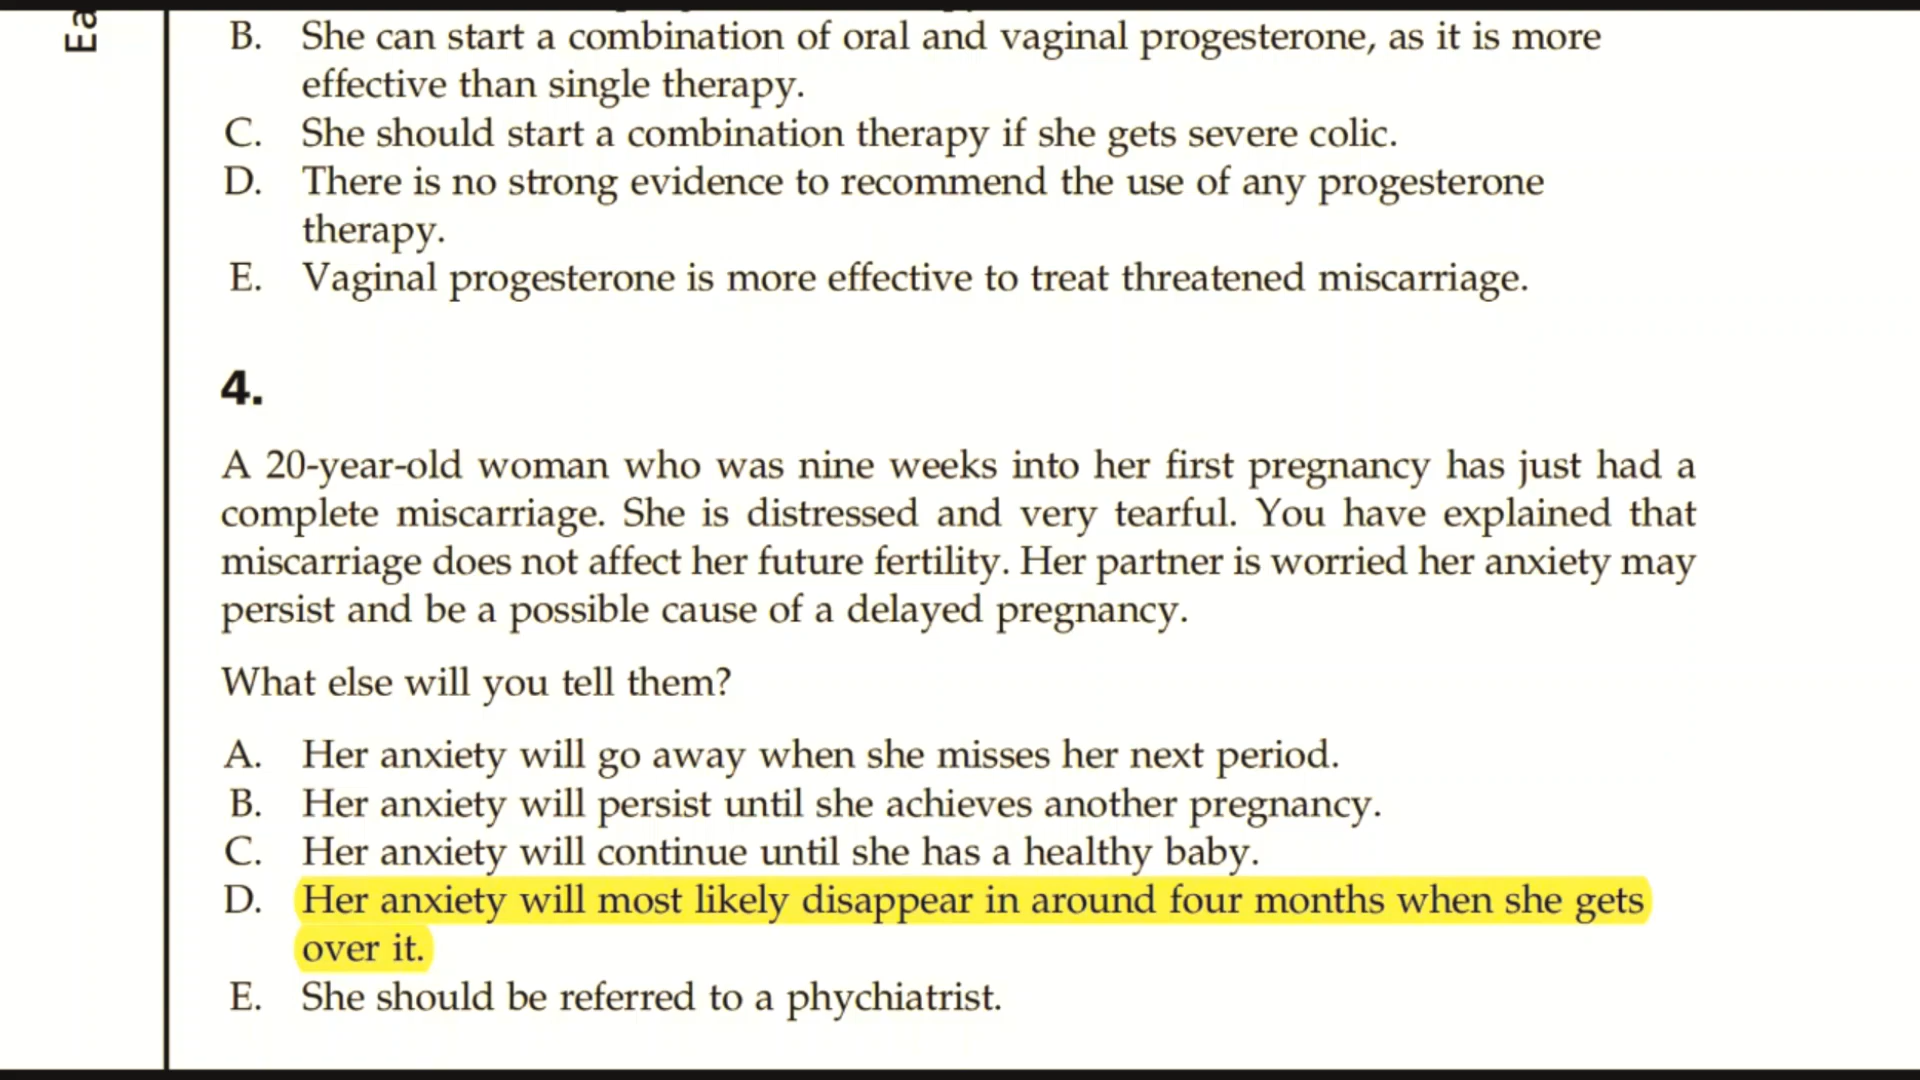 Ea
B. She can start a combination of oral and vaginal progesterone, as it is more
effective than single therapy.
C. She should start a combination therapy if she gets severe colic.
D. There is no strong evidence to recommend the use of any progesterone
therapy.
E. Vaginal progesterone is more effective to treat threatened miscarriage.
4.
A 20-year-old woman who was nine weeks into her first pregnancy has just had a
complete miscarriage. She is distressed and very tearful. You have explained that
miscarriage does not affect her future fertility. Her partner is worried her anxiety may
persist and be a possible cause of a delayed pregnancy.
What else will you tell them?
A. Her anxiety will go away when she misses her next period.
B. Her anxiety will persist until she achieves another pregnancy.
C. Her anxiety will continue until she has a healthy baby.
D. Her anxiety will most likely disappear in around four months when she gets
over it.
E. She should be referred to a phychiatrist.